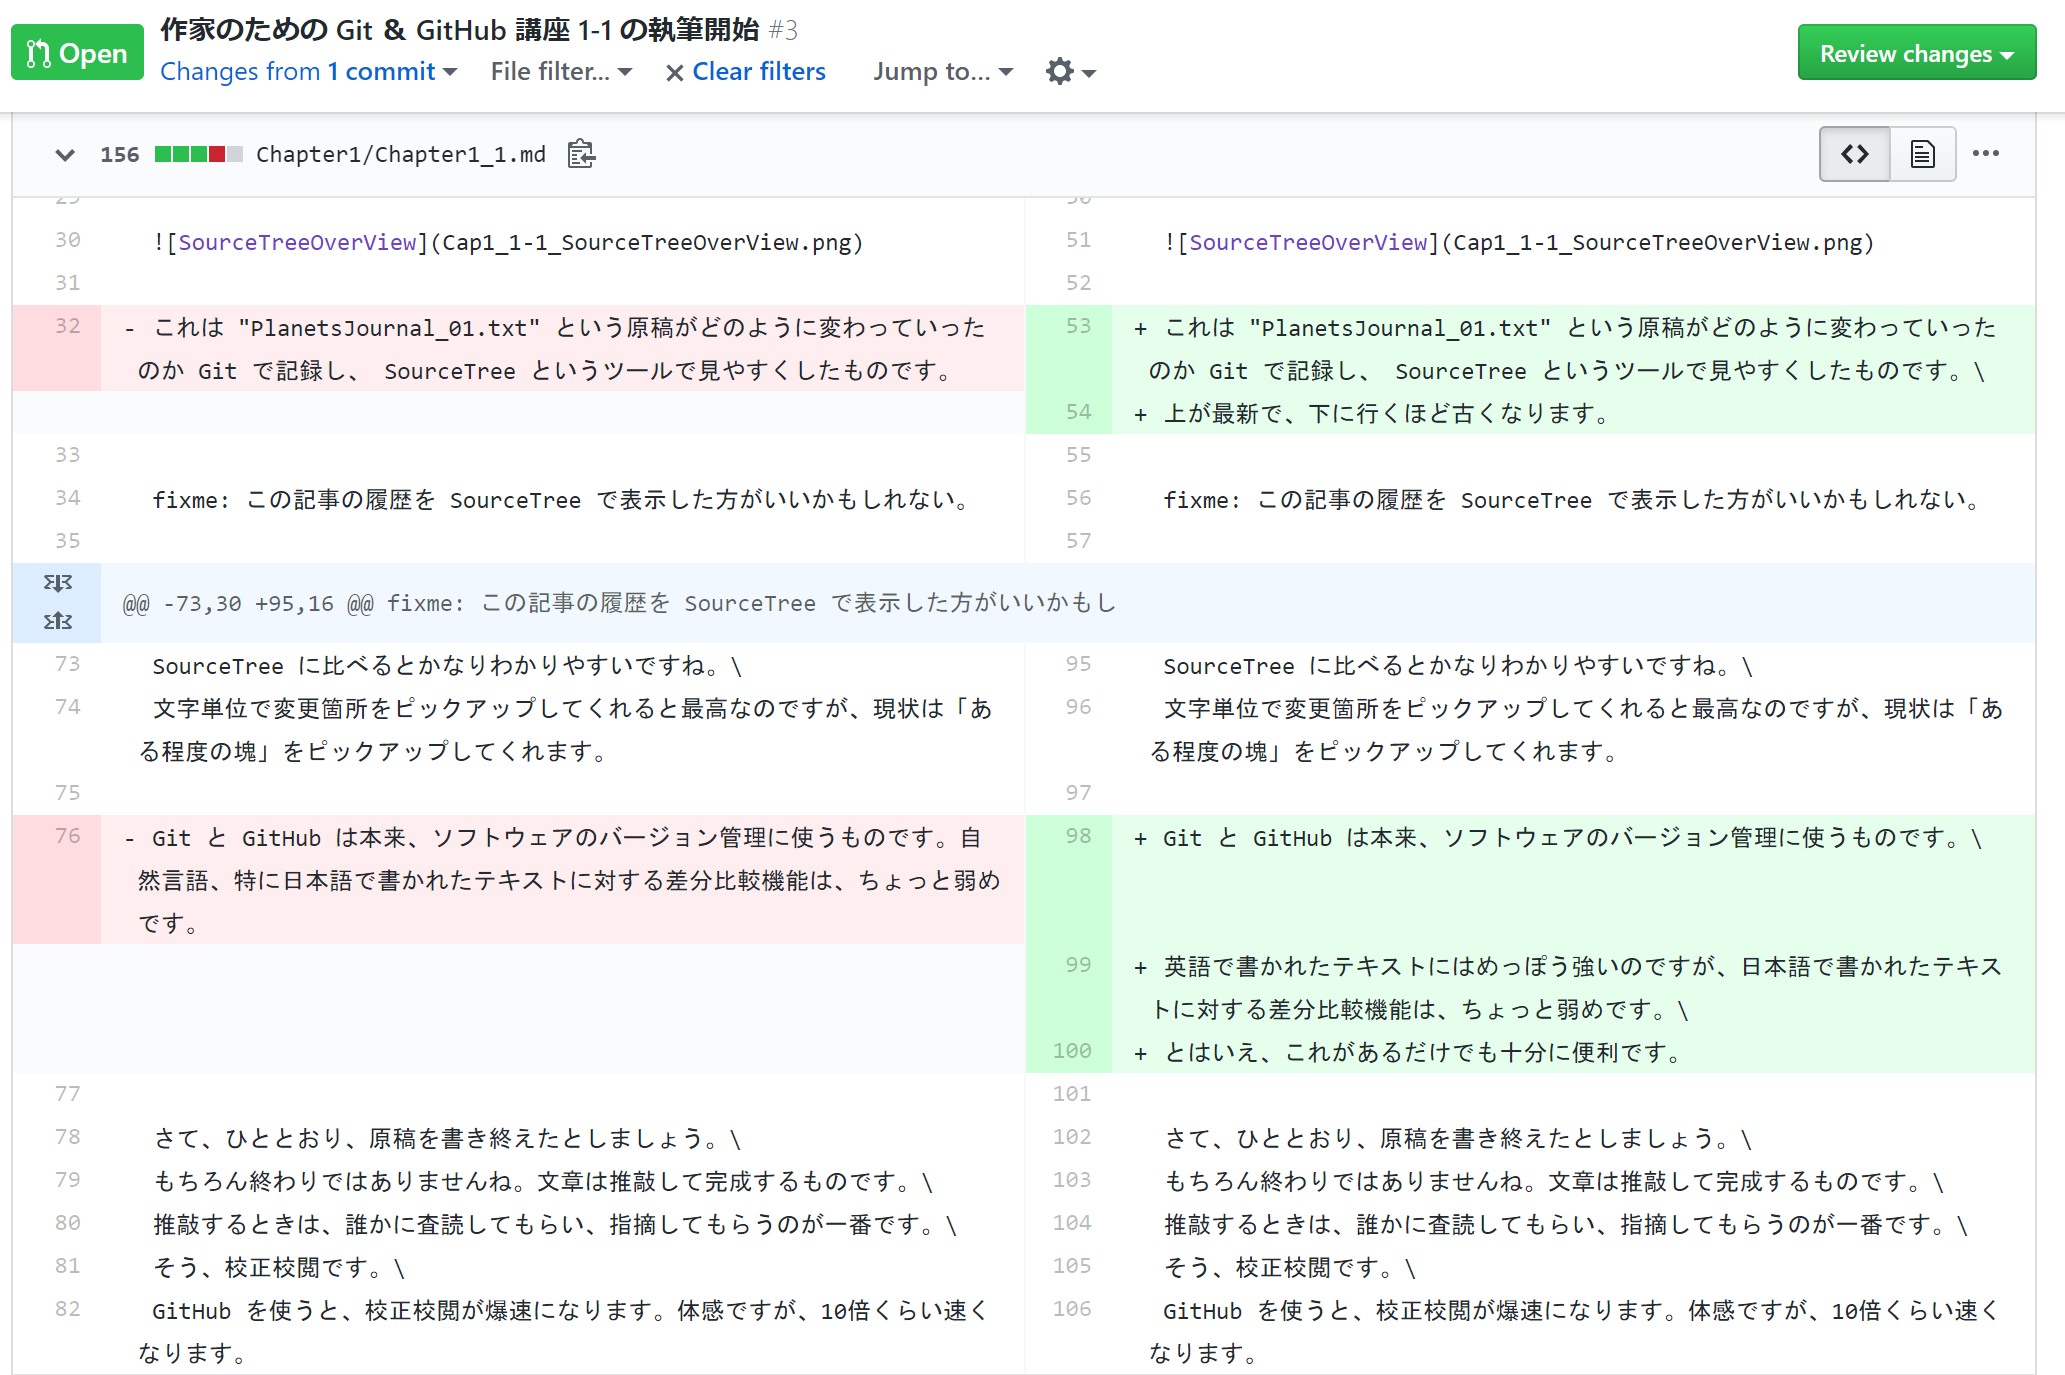 Open
作家のための Git ＆ GitHub 講座 1-1 の執筆開始 #3
Changes from 1 commit
File filter...
Clear filters
Jump to...
Review changes
156 Chapter1/Chapter1_1.md
30 ![SourceTreeOverView](Cap1_1-1_SourceTreeOverView.png)
31
32 - これは "PlanetsJournal_01.txt" という原稿がどのように変わっていった
のか Git で記録し、 SourceTree というツールで見やすくしたものです。
33
34 fixme: この記事の履歴を SourceTree で表示した方がいいかもしれない。
35
51 ![SourceTreeOverView](Cap1_1-1_SourceTreeOverView.png)
52
53 + これは "PlanetsJournal_01.txt" という原稿がどのように変わっていった
のか Git で記録し、 SourceTree というツールで見やすくしたものです。\
54 + 上が最新で、下に行くほど古くなります。
55
56 fixme: この記事の履歴を SourceTree で表示した方がいいかもしれない。
57
@@ -73,30 +95,16 @@ fixme: この記事の履歴を SourceTree で表示した方がいいかもし
73 SourceTree に比べるとかなりわかりやすいですね。\
74 文字単位で変更箇所をピックアップしてくれると最高なのですが、現状は「あ
る程度の塊」をピックアップしてくれます。
75
76 - Git と GitHub は本来、ソフトウェアのバージョン管理に使うものです。自
然言語、特に日本語で書かれたテキストに対する差分比較機能は、ちょっと弱め
です。
77
78 さて、ひととおり、原稿を書き終えたとしましょう。\
79 もちろん終わりではありませんね。文章は推敲して完成するものです。\
80 推敲するときは、誰かに査読してもらい、指摘してもらうのが一番です。\
81 そう、校正校閲です。\
82 GitHub を使うと、校正校閲が爆速になります。体感ですが、10倍くらい速く
なります。
95 SourceTree に比べるとかなりわかりやすいですね。\
96 文字単位で変更箇所をピックアップしてくれると最高なのですが、現状は「あ
る程度の塊」をピックアップしてくれます。
97
98 + Git と GitHub は本来、ソフトウェアのバージョン管理に使うものです。\
99 + 英語で書かれたテキストにはめっぽう強いのですが、日本語で書かれたテキス
トに対する差分比較機能は、ちょっと弱めです。\
100 + とはいえ、これがあるだけでも十分に便利です。
101
102 さて、ひととおり、原稿を書き終えたとしましょう。\
103 もちろん終わりではありませんね。文章は推敲して完成するものです。\
104 推敲するときは、誰かに査読してもらい、指摘してもらうのが一番です。\
105 そう、校正校閲です。\
106 GitHub を使うと、校正校閲が爆速になります。体感ですが、10倍くらい速く
なります。